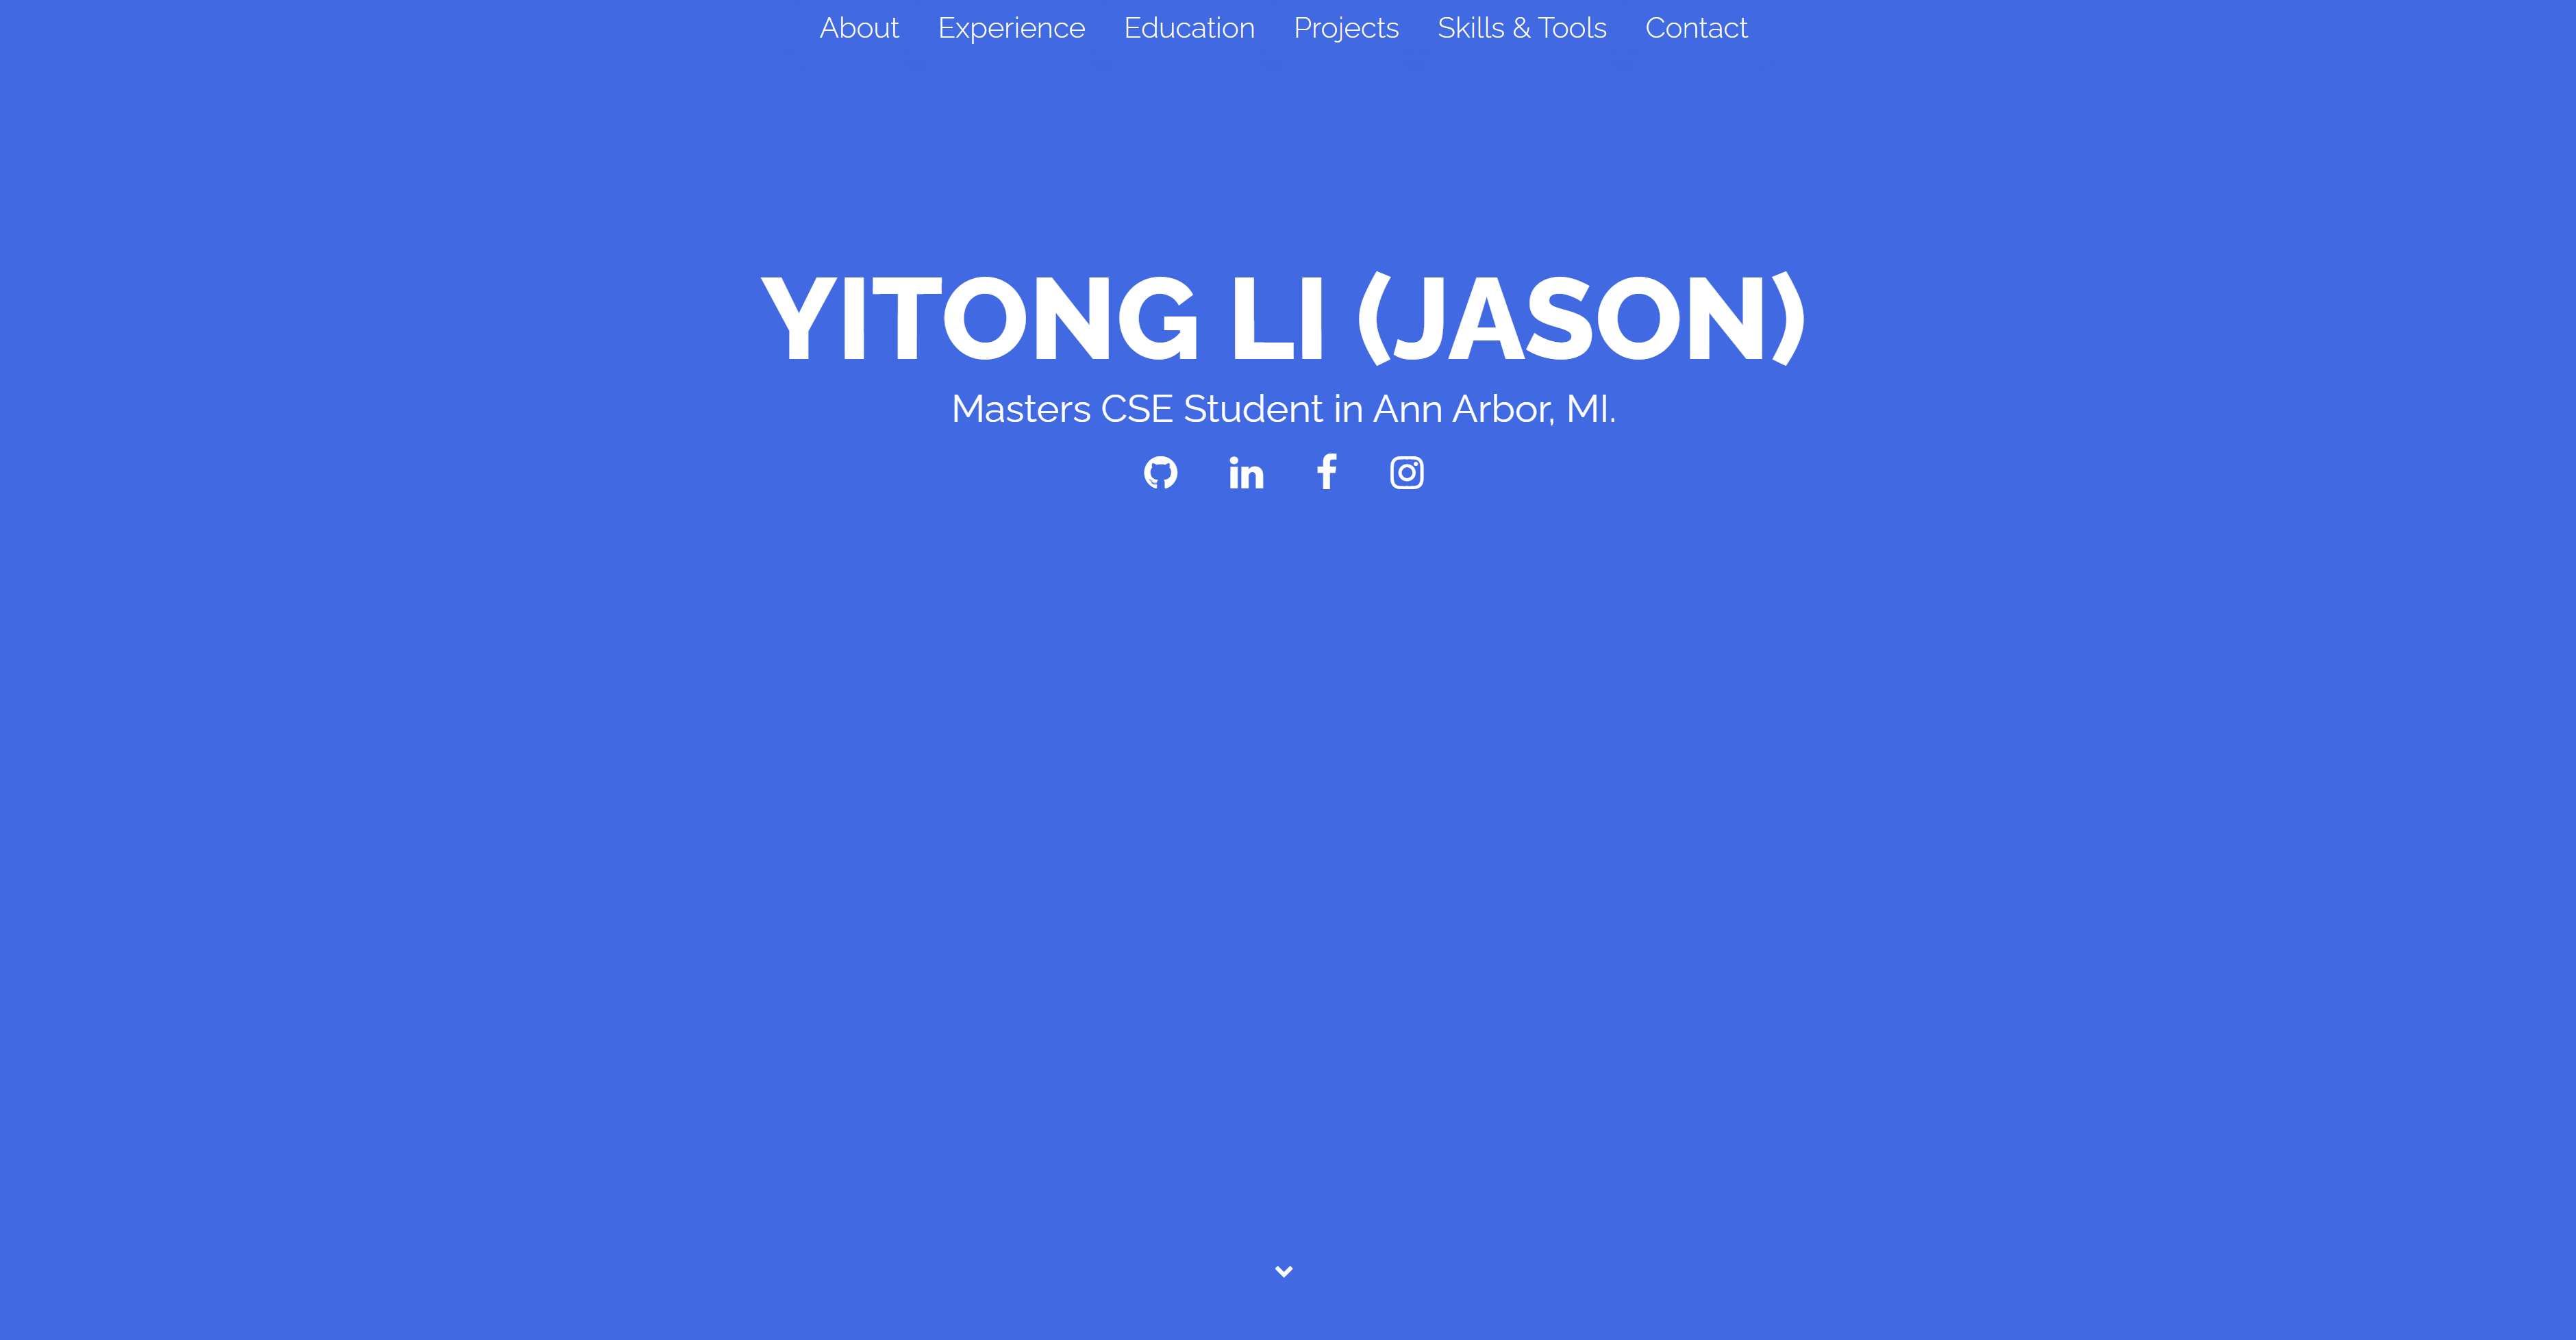 About Experience Education Projects Skills & Tools Contact
YITONG LI (JASON)
Masters CSE Student in Ann Arbor, MI.